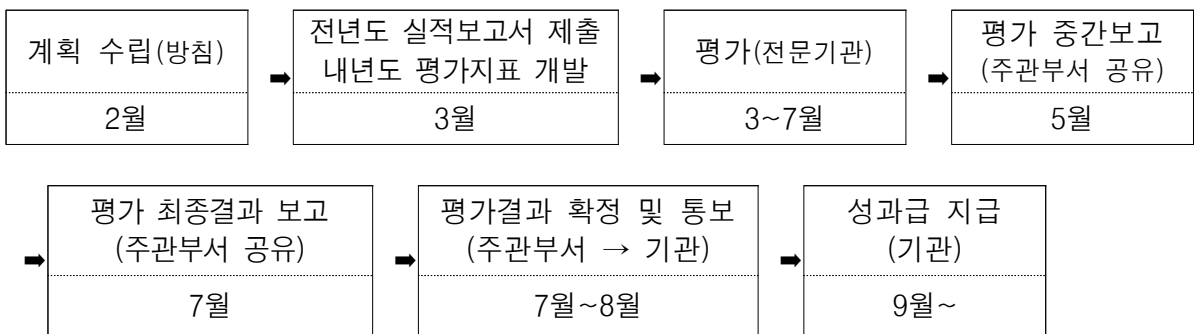 계획 수립(방침)
2월
➡
전년도 실적보고서 제출
내년도 평가지표 개발
3월
➡
평가(전문기관)
3~7월
➡
평가 중간보고
(주관부서 공유)
5월
➡
평가 최종결과 보고
(주관부서 공유)
7월
➡
평가결과 확정 및 통보
(주관부서 → 기관)
7월~8월
➡
성과급 지급
(기관)
9월~